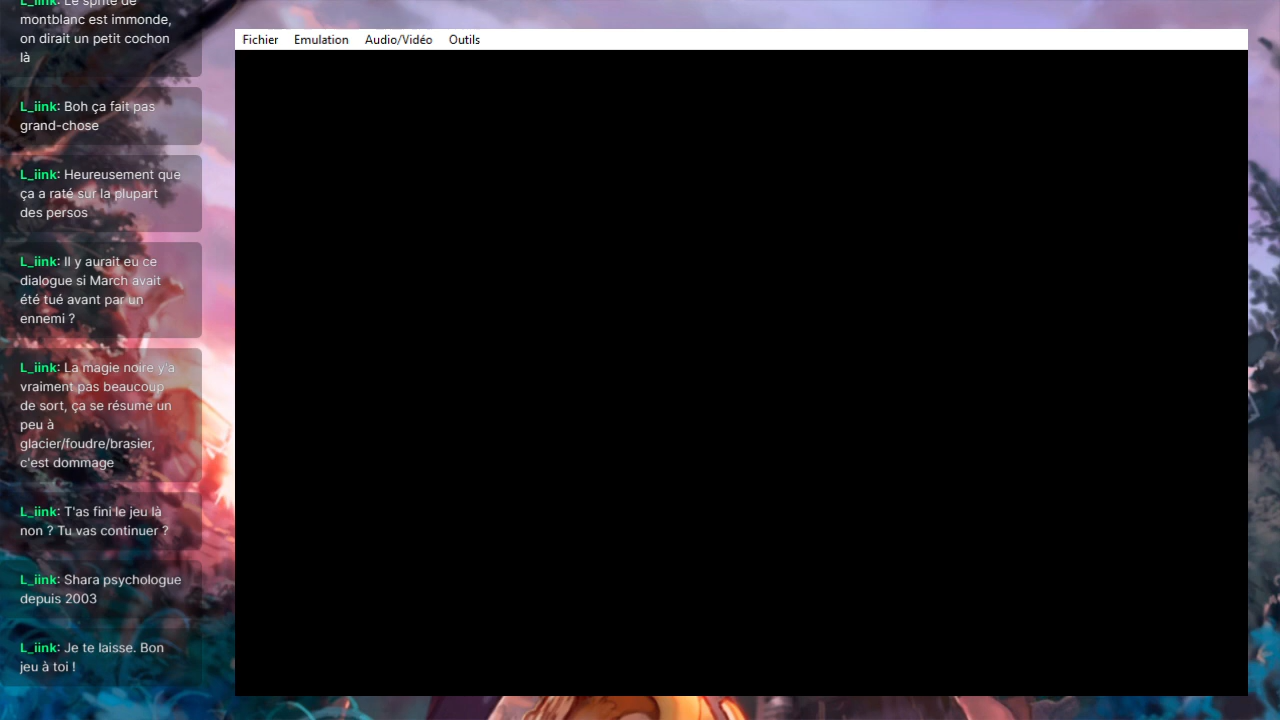 L_iink: Le sprite de
montblanc est immonde,
on dirait un petit cochon
là
L_iink: Boh ça fait pas
grand-chose
L_iink: Heureusement que
ça a raté sur la plupart
des persos
L_iink: Il y aurait eu ce
dialogue si March avait
été tué avant par un
ennemi ?
L_iink: La magie noire y'a
vraiment pas beaucoup
de sort, ça se résume un
peu à
glacier/foudre/brasier,
c'est dommage
L_iink: T'as fini le jeu là
non ? Tu vas continuer ?
L_iink: Shara psychologue
depuis 2003
L_iink: Je te laisse. Bon
jeu à toi !
Fichier Emulation Audio/Vidéo Outils